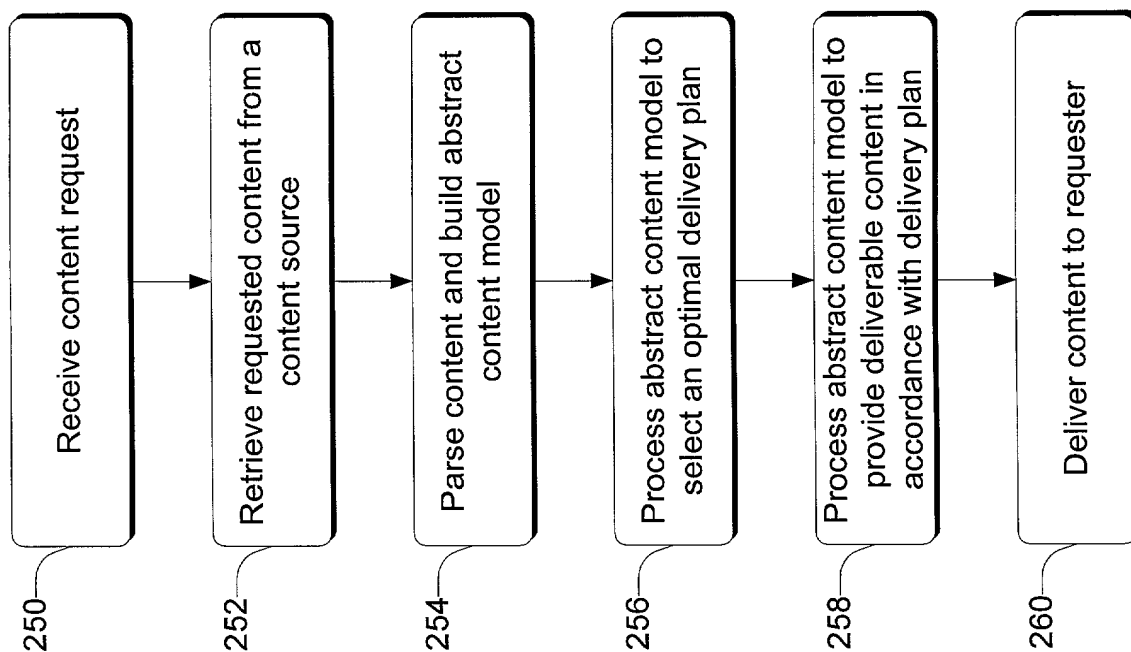 250
Receive content request
252
Retrieve requested content from a
content source
254
Parse content and build abstract
content model
256
Process abstract content model to
select an optimal delivery plan
258
Process abstract content model to
provide deliverable content in
accordance with delivery plan
260
Deliver content to requester